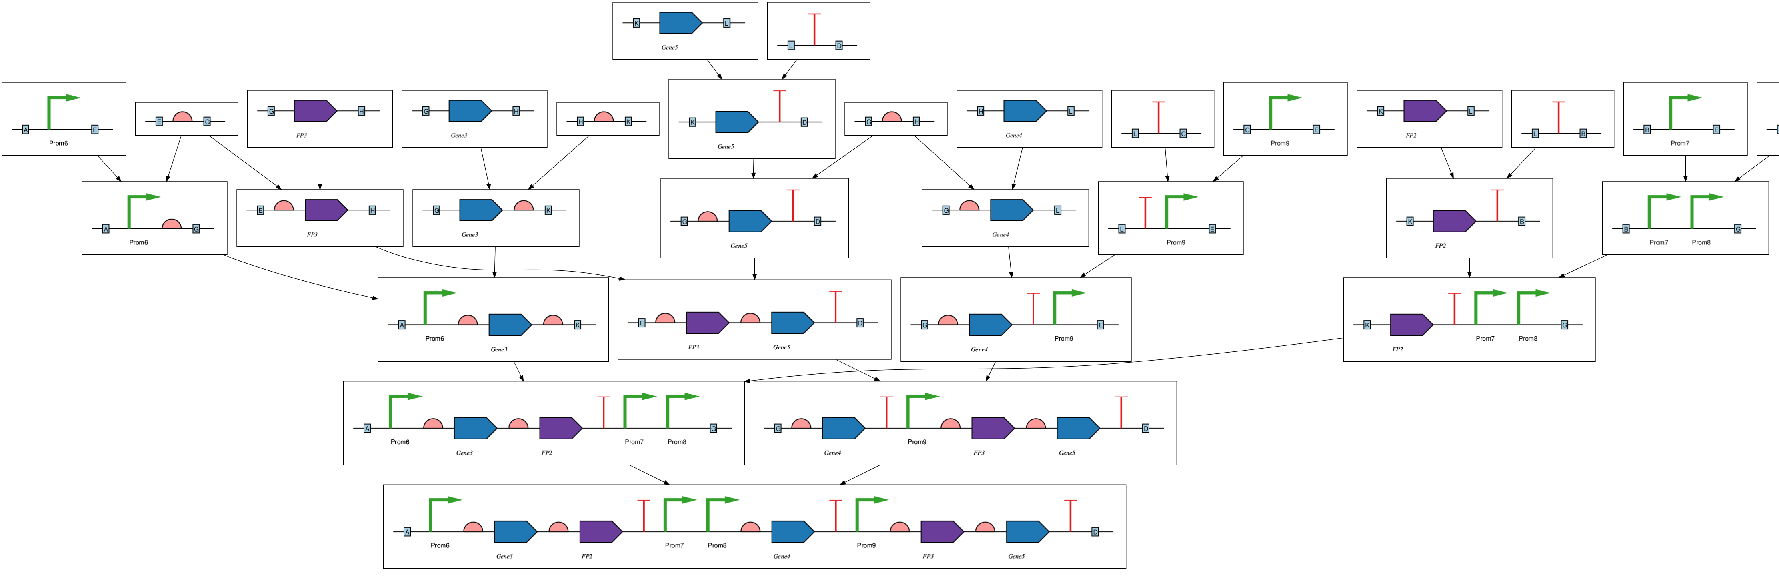 K L
Gene5
D
A
Prom6
G
G H
FP3
G H
Gene3
K D
Gene5
G
H L
Gene4
Prom9
K L
FP2
B
Prom7
A G
Prom6
E H
FP3
G K
Gene3
G D
Gene5
G L
Gene4
L E
Prom9
K B
FP2
B G
Prom7 Prom8
A K
Prom6
Gene3
FP3 Gene5
G
Gene4 Prom9
K G
FP2 Prom7 Prom8
A G
Prom6 Prom7 Prom8
Gene3 FP2
G D
Prom9
Gene4 FP3 Gene5
A D
Prom6 Prom7 Prom8 Prom9
Gene3 FP2 Gene4 FP3 Gene5